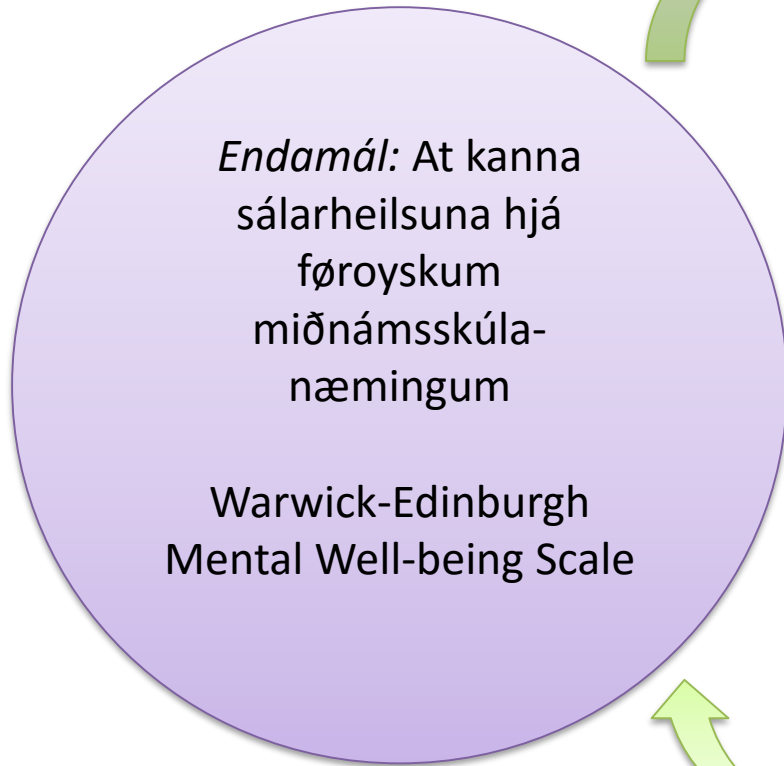 Endamál: At kanna
sálarheilsuna hjá
føroyskum
miðnámsskúla-
næmingum
Warwick-Edinburgh
Mental Well-being Scale